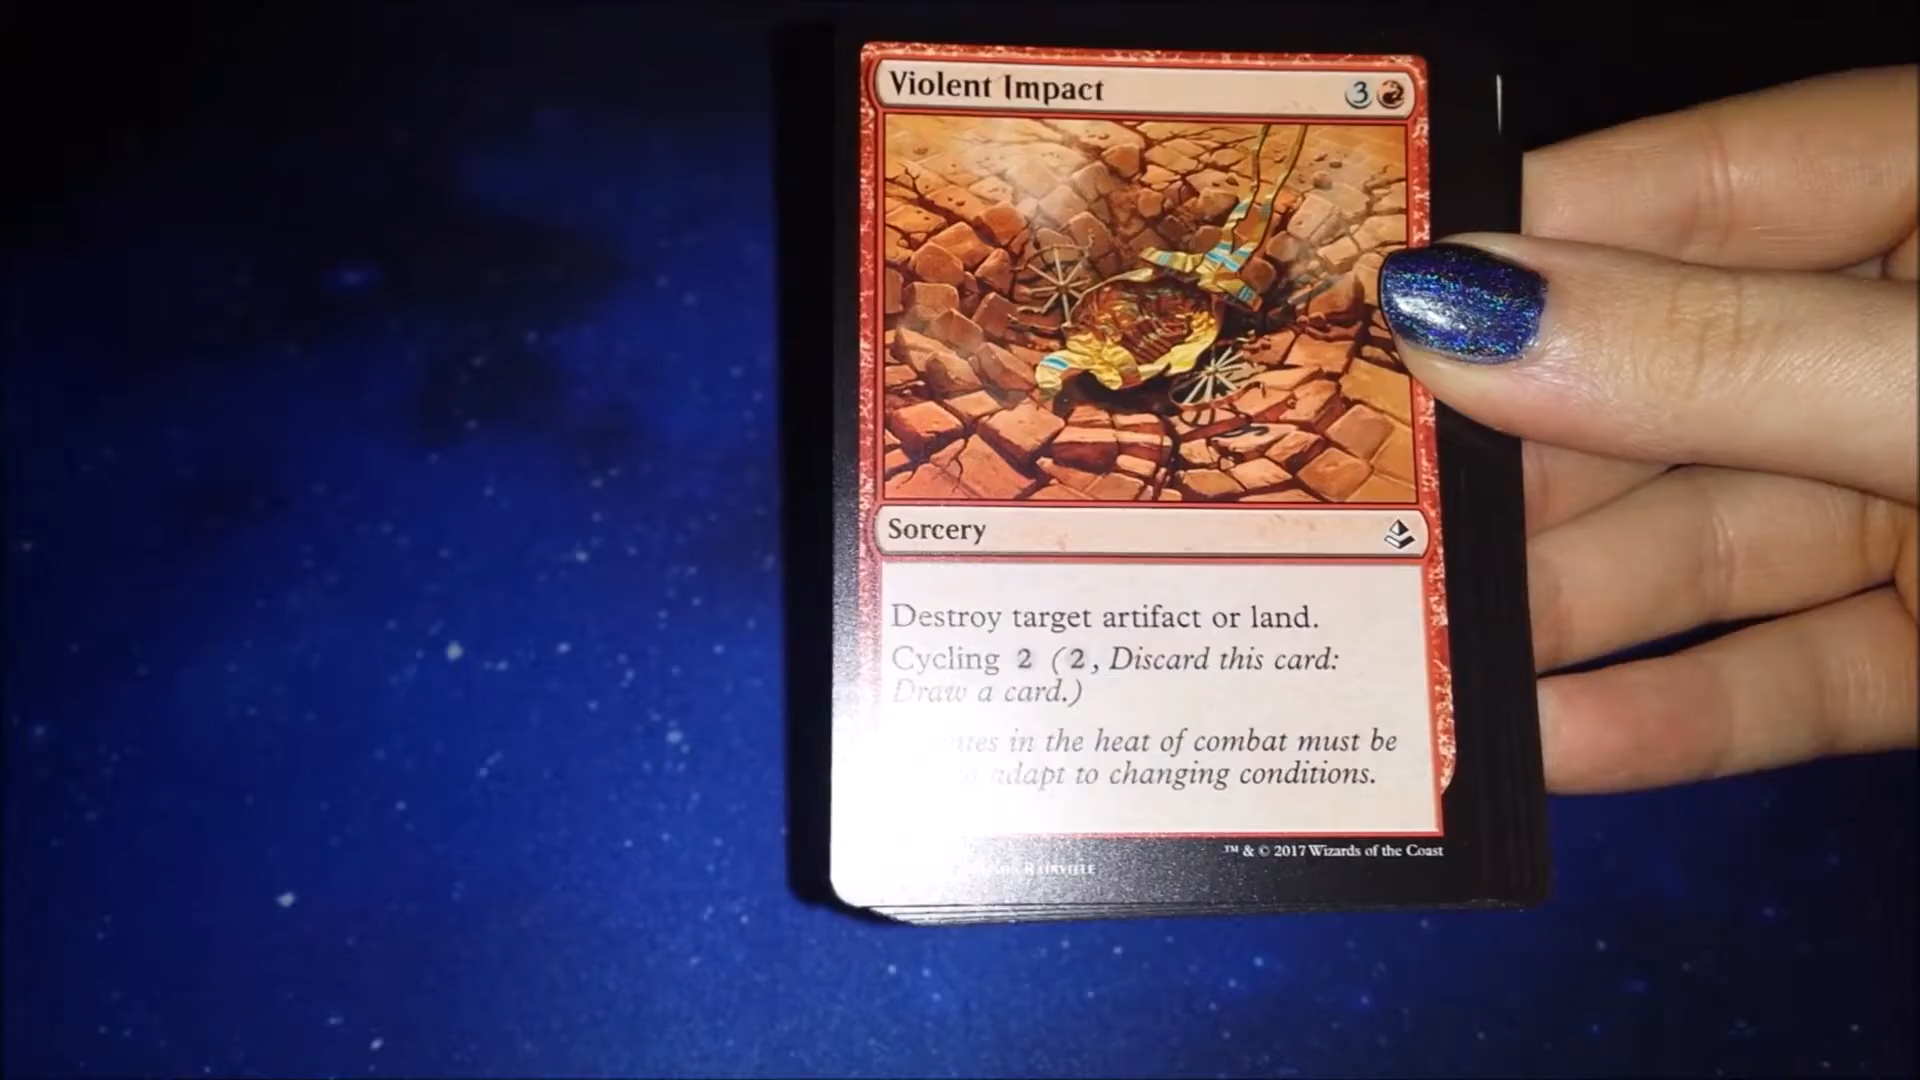 Violent Impact 3
Sorcery
Destroy target artifact or land.
Cycling 2 (2, Discard this card:
Draw a card.)
in the heat of combat must be
adapt to changing conditions.
™ & © 2017 Wizards of the Coast